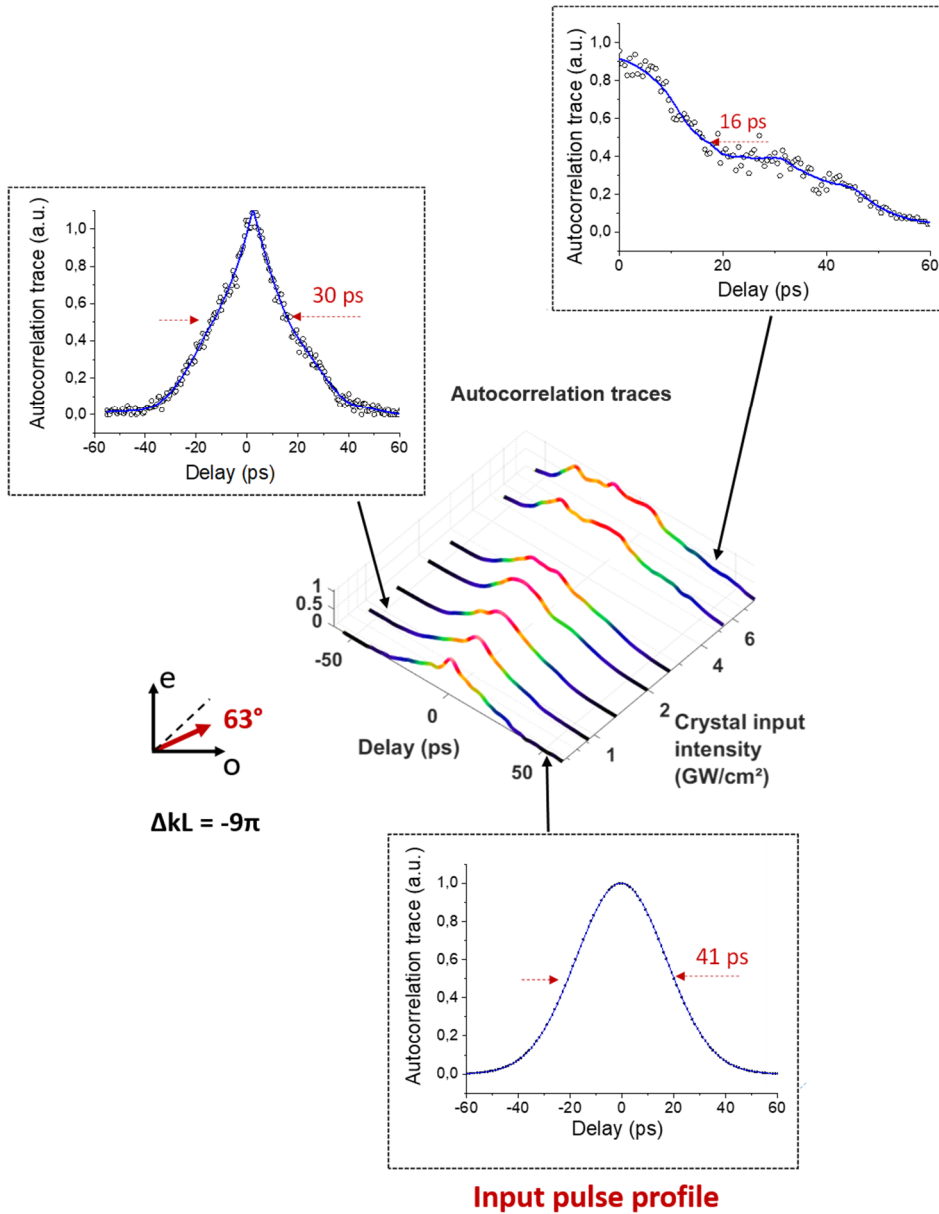 1,0
0,8
0,6
0,4
0,2
0,0
Autocorrelation trace (a.u.)
16 ps
0
20
40
60
Delay (ps)
1,0
0,8
0,6
0,4
0,2
0,0
Autocorrelation trace (a.u.)
30 ps
-60
-40
-20
0
20
40
60
Delay (ps)
Autocorrelation traces
1
0.5
0
-50
0
50
Delay (ps)
1
2
4
6
Crystal input
intensity
(GW/cm²)
e
63°
o
ΔkL = -9π
1,0
0,8
0,6
0,4
0,2
0,0
Autocorrelation trace (a.u.)
41 ps
-60
-40
-20
0
20
40
60
Delay (ps)
Input pulse profile